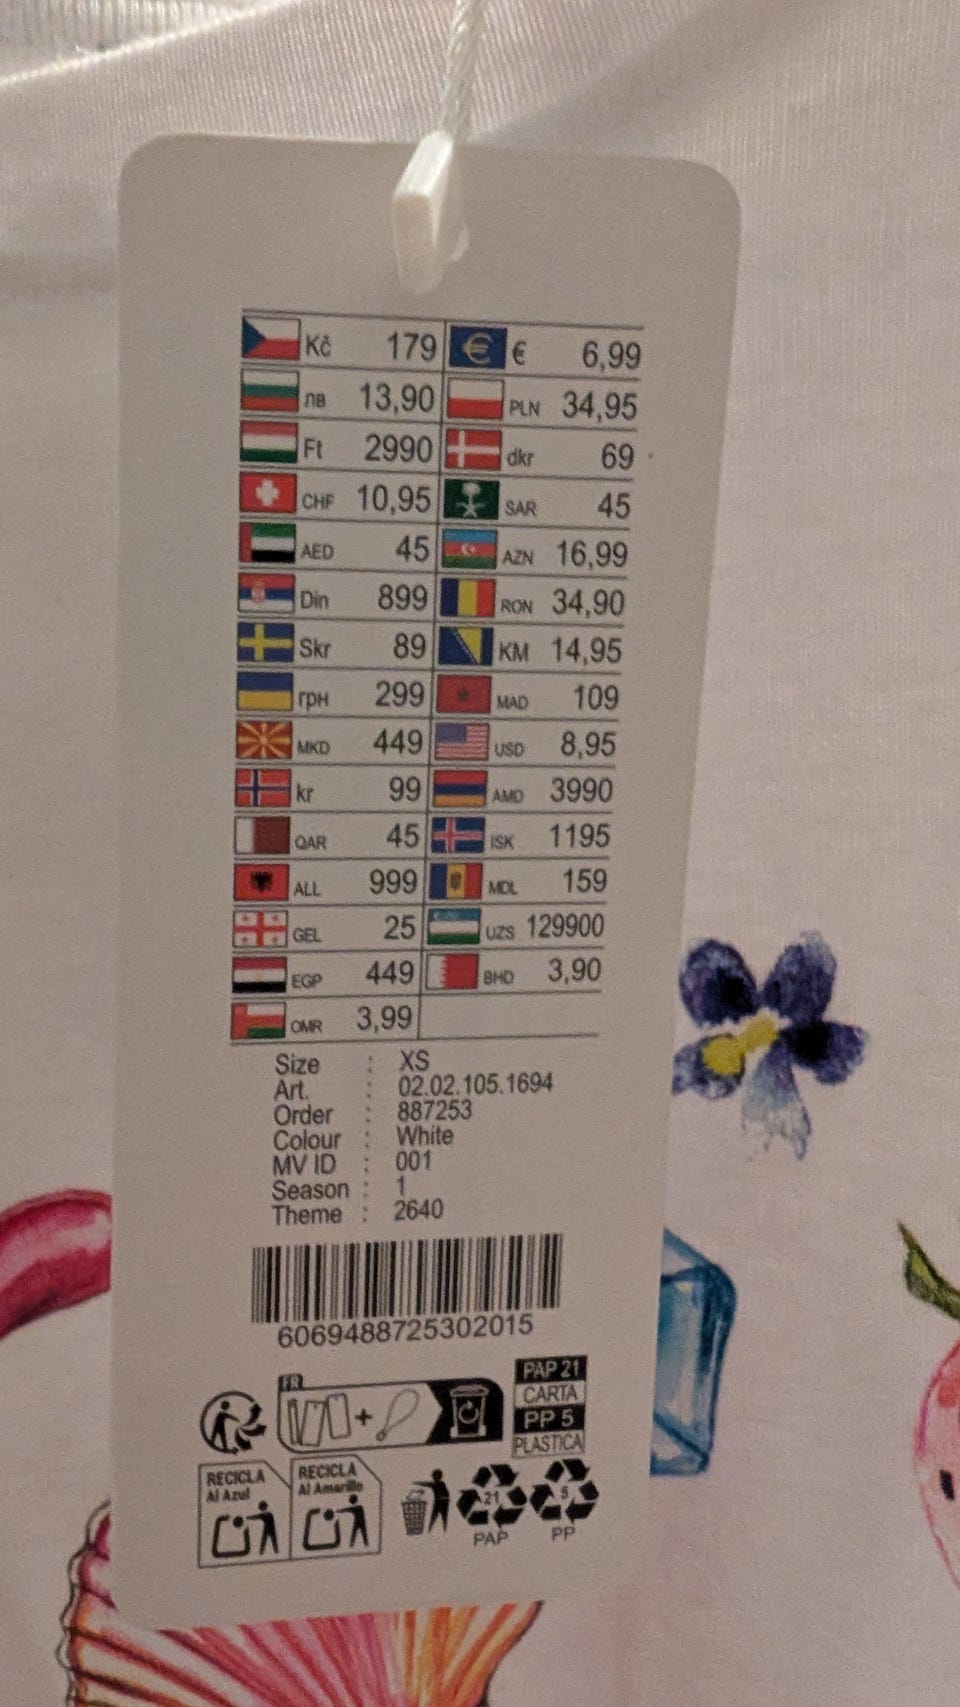 Kč 179 € € 6,99
лв 13,90 PLN 34,95
Ft 2990 dkr 69
CHF 10,95 SAR 45
AED 45 AZN 16,99
Din 899 RON 34,90
Skr 89 KM 14,95
грн 299 MAD 109
MKD 449 USD 8,95
kr 99 AMD 3990
QAR 45 ISK 1195
ALL 999 MDL 159
GEL 25 UZS 129900
EGP 449 BHD 3,90
OMR 3,99
Size : XS
Art. : 02.02.105.1694
Order : 887253
Colour : White
MV ID : 001
Season : 1
Theme : 2640
6069488725302015
FR
+
PAP 21
CARTA
PP 5
PLASTICA
RECICLA
Al Azul
RECICLA
Al Amarillo
21
PAP
5
PP